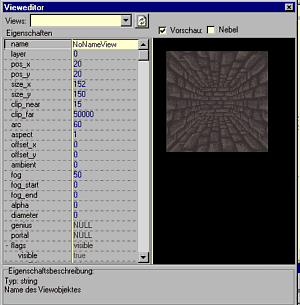 Vieweditor
Views:
Vorschau:
Nebel
Eigenschaften
name NoNameView
layer 0
pos_x 20
pos_y 20
size_x 152
size_y 150
clip_near 15
clip_far 50000
arc 60
aspect 1
offset_x 0
offset_y 0
ambient 0
fog 50
fog_start 0
fog_end 0
alpha 0
diameter 0
genius NULL
portal NULL
flags visible
visible true
Eigenschaftsbeschreibung:
Typ: string
Name des Viewobjektes